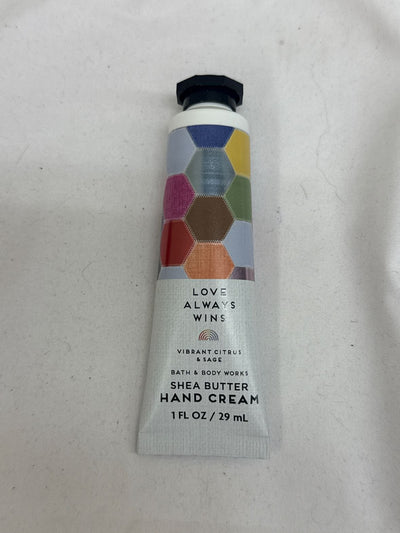 LOVE
ALWAYS
WINS
VIBRANT CITRUS
& SAGE
BATH & BODY WORKS
SHEA BUTTER
HAND CREAM
1 FL OZ / 29 mL